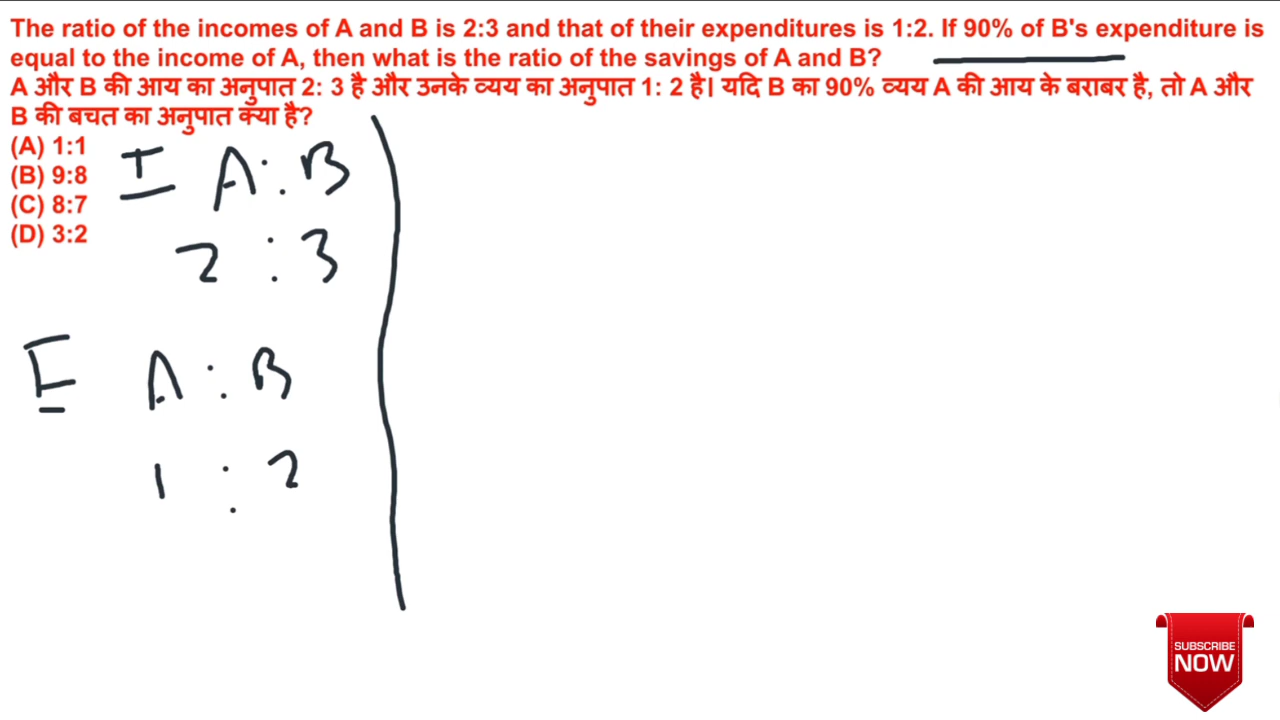 The ratio of the incomes of A and B is 2:3 and that of their expenditures is 1:2. If 90% of B's expenditure is
equal to the income of A, then what is the ratio of the savings of A and B?
A और B की आय का अनुपात 2: 3 है और उनके व्यय का अनुपात 1: 2 है। यदि B का 90% व्यय A की आय के बराबर है, तो A और
B की बचत का अनुपात क्या है?
(A) 1:1
(B) 9:8
(C) 8:7
(D) 3:2
I A : B
2 : 3
E A : B
1 : 2
SUBSCRIBE
NOW